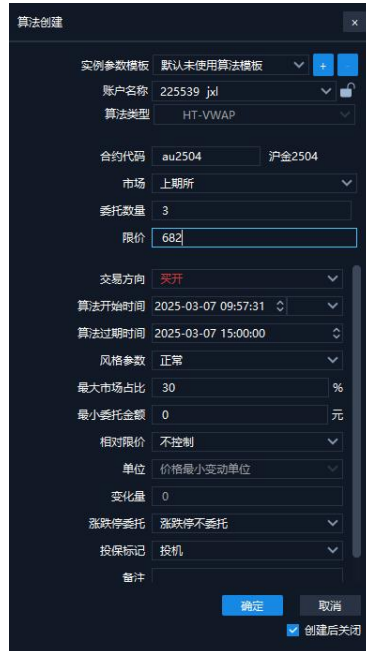 算法创建 ×
实例参数模板 默认未使用算法模板 + -
账户名称 225539 jxl
算法类型 HT-VWAP
合约代码 au2504 沪金2504
市场 上期所
委托数量 3
限价 682
交易方向 买开
算法开始时间 2025-03-07 09:57:31
算法过期时间 2025-03-07 15:00:00
风格参数 正常
最大市场占比 30 %
最小委托金额 0 元
相对限价 不控制
单位 价格最小变动单位
变化量 0
涨跌停委托 涨跌停不委托
投保标记 投机
备注
确定 取消
创建后关闭